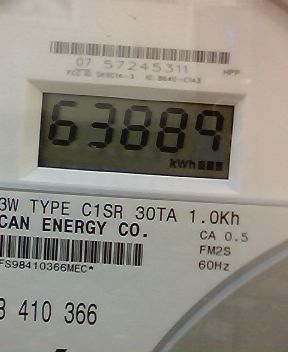 07 57245311
HPP
63889
kWh
3W TYPE C1SR 30TA 1.0Kh
CAN ENERGY CO.
CA 0.5
FM2S
60Hz
FS98410366MEC*
410 366